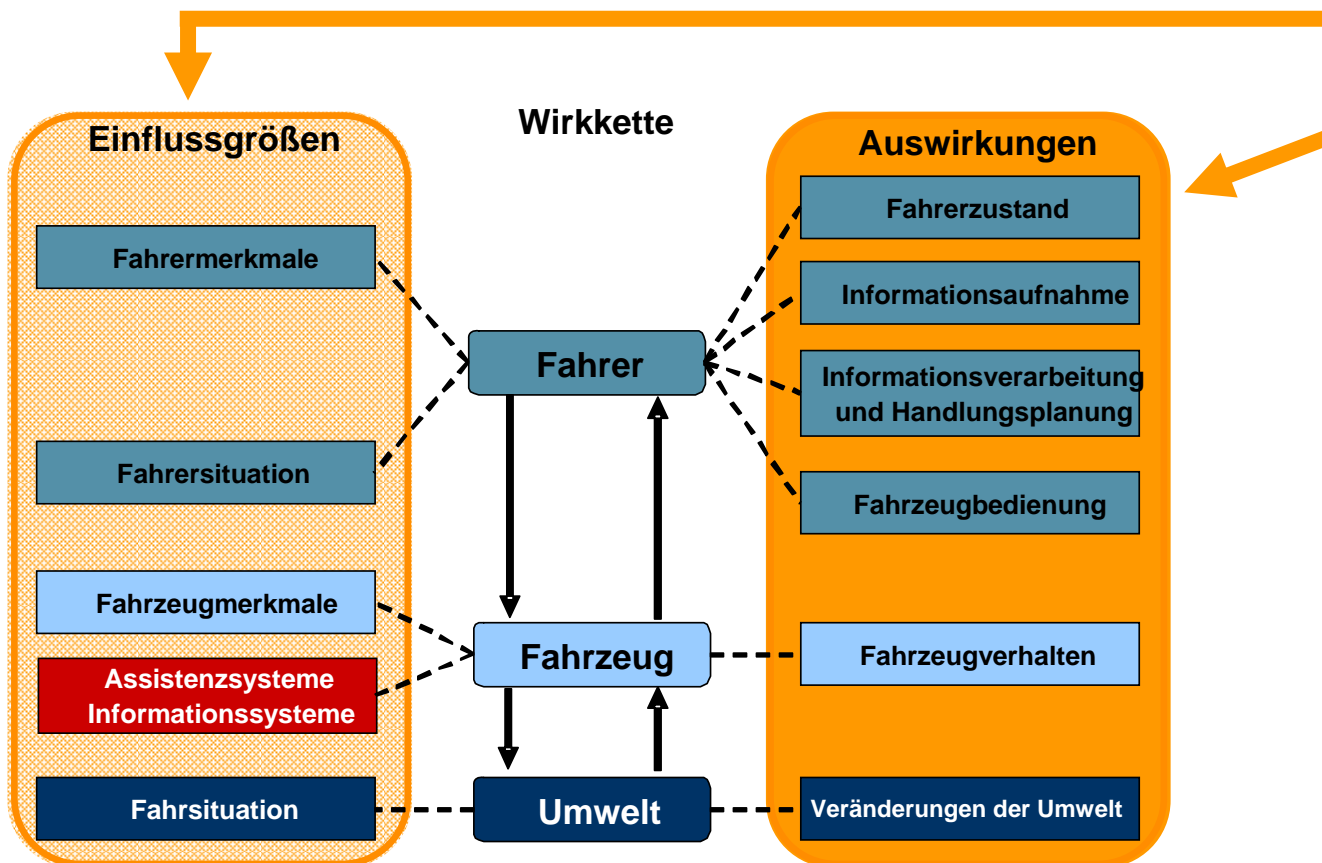 Einflussgrößen
Fahrermerkmale
Fahrersituation
Fahrzeugmerkmale
Assistenzsysteme
Informationssysteme
Fahrsituation
Wirkkette
Fahrer
Fahrzeug
Umwelt
Auswirkungen
Fahrerzustand
Informationsaufnahme
Informationsverarbeitung
und Handlungsplanung
Fahrzeugbedienung
Fahrzeugverhalten
Veränderungen der Umwelt